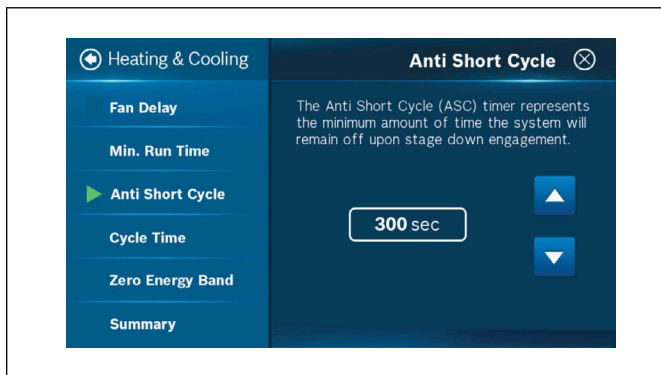 Heating & Cooling
Fan Delay
Min. Run Time
Anti Short Cycle
Cycle Time
Zero Energy Band
Summary
Anti Short Cycle
The Anti Short Cycle (ASC) timer represents
the minimum amount of time the system will
remain off upon stage down engagement.
300 sec